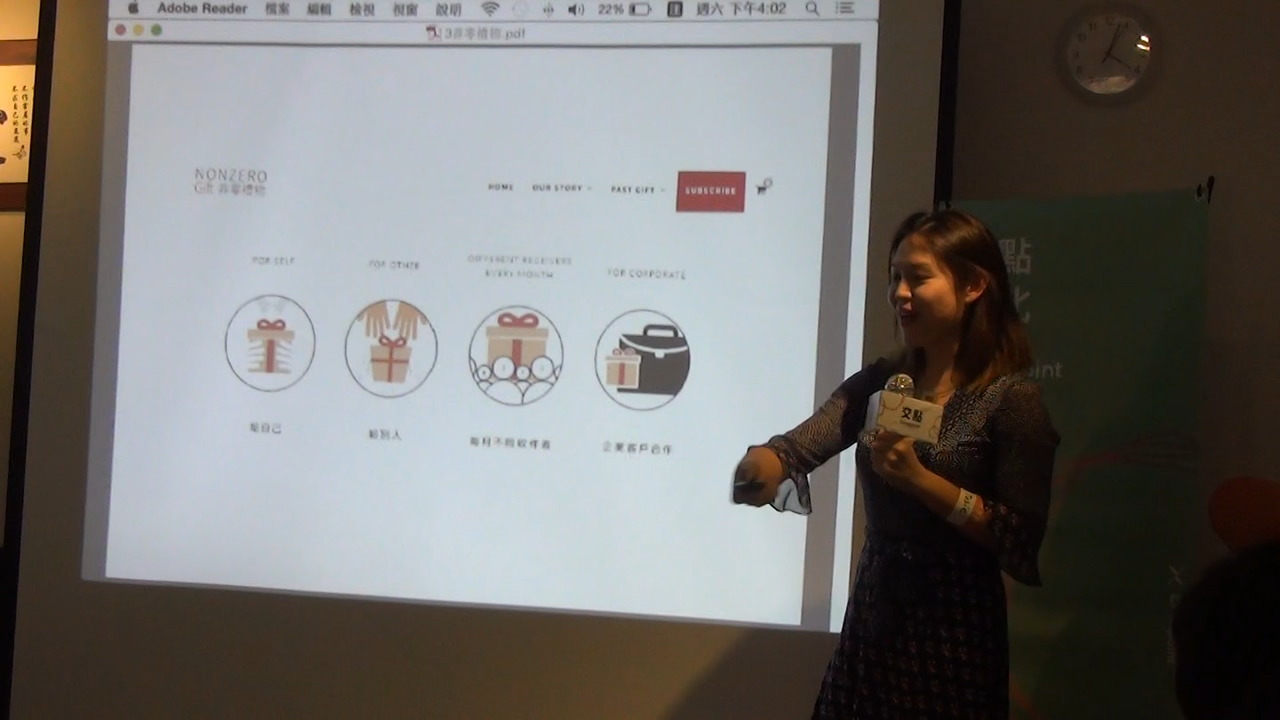 Adobe Reader 檔案 編輯 檢視 視窗 說明 22% 週六 下午4:02
3非零禮物.pdf
NONZERO
Gift 非零禮物
HOME OUR STORY PAST GIFT SUBSCRIBE
FOR SELF
FOR OTHER
DIFFERENT RECEIVERS
EVERY MONTH
FOR CORPORATE
給自己
給別人
每月不同收件者
企業客戶合作
交點
點